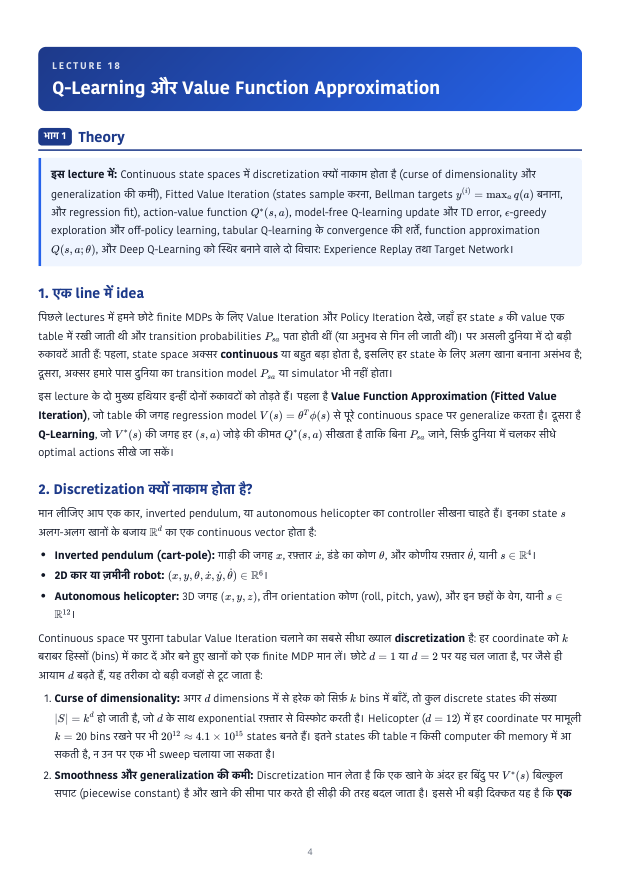 LECTURE 18
Q-Learning और Value Function Approximation
भाग 1 Theory
इस lecture में: Continuous state spaces में discretization क्यों नाकाम होता है (curse of dimensionality और
generalization की कमी), Fitted Value Iteration (states sample करना, Bellman targets y^{(i)} = max_a q(a) बनाना,
और regression fit), action-value function Q*(s, a), model-free Q-learning update और TD error, ϵ-greedy
exploration और off-policy learning, tabular Q-learning के convergence की शर्तें, function approximation
Q(s, a; θ), और Deep Q-Learning को स्थिर बनाने वाले दो विचार: Experience Replay तथा Target Network।
1. एक line में idea
पिछले lectures में हमने छोटे finite MDPs के लिए Value Iteration और Policy Iteration देखे, जहाँ हर state s की value एक
table में रखी जाती थी और transition probabilities P_{sa} पता होती थीं (या अनुभव से गिन ली जाती थीं)। पर असली दुनिया में दो बड़ी
रुकावटें आती हैं: पहला, state space अक्सर continuous या बहुत बड़ा होता है, इसलिए हर state के लिए अलग खाना बनाना असंभव है;
दूसरा, अक्सर हमारे पास दुनिया का transition model P_{sa} या simulator भी नहीं होता।
इस lecture के दो मुख्य हथियार इन्हीं दोनों रुकावटों को तोड़ते हैं। पहला है Value Function Approximation (Fitted Value
Iteration), जो table की जगह regression model V(s) = θ^T ϕ(s) से पूरे continuous space पर generalize करता है। दूसरा है
Q-Learning, जो V*(s) की जगह हर (s, a) जोड़े की कीमत Q*(s, a) सीखता है ताकि बिना P_{sa} जाने, सिर्फ़ दुनिया में चलकर सीधे
optimal actions सीखे जा सकें।
2. Discretization क्यों नाकाम होता है?
मान लीजिए आप एक कार, inverted pendulum, या autonomous helicopter का controller सीखना चाहते हैं। इनका state s
अलग-अलग खानों के बजाय ℝ^d का एक continuous vector होता है:
• Inverted pendulum (cart-pole): गाड़ी की जगह x, रफ़्तार ẋ, डंडे का कोण θ, और कोणीय रफ़्तार θ̇, यानी s ∈ ℝ^4।
• 2D कार या ज़मीनी robot: (x, y, θ, ẋ, ẏ, θ̇) ∈ ℝ^6।
• Autonomous helicopter: 3D जगह (x, y, z), तीन orientation कोण (roll, pitch, yaw), और इन छहों के वेग, यानी s ∈
ℝ^{12}।
Continuous space पर पुराना tabular Value Iteration चलाने का सबसे सीधा ख्याल discretization है: हर coordinate को k
बराबर हिस्सों (bins) में काट दें और बने हुए खानों को एक finite MDP मान लें। छोटे d = 1 या d = 2 पर यह चल जाता है, पर जैसे ही
आयाम d बढ़ते हैं, यह तरीका दो बड़ी वजहों से टूट जाता है:
1. Curse of dimensionality: अगर d dimensions में से हरेक को सिर्फ़ k bins में बाँटें, तो कुल discrete states की संख्या
|S| = k^d हो जाती है, जो d के साथ exponential रफ़्तार से विस्फोट करती है। Helicopter (d = 12) में हर coordinate पर मामूली
k = 20 bins रखने पर भी 20^{12} ≈ 4.1 × 10^{15} states बनते हैं। इतने states की table न किसी computer की memory में आ
सकती है, न उन पर एक भी sweep चलाया जा सकता है।
2. Smoothness और generalization की कमी: Discretization मान लेता है कि एक खाने के अंदर हर बिंदु पर V*(s) बिल्कुल
सपाट (piecewise constant) है और खाने की सीमा पार करते ही सीढ़ी की तरह बदल जाता है। इससे भी बड़ी दिक्कत यह है कि एक
4